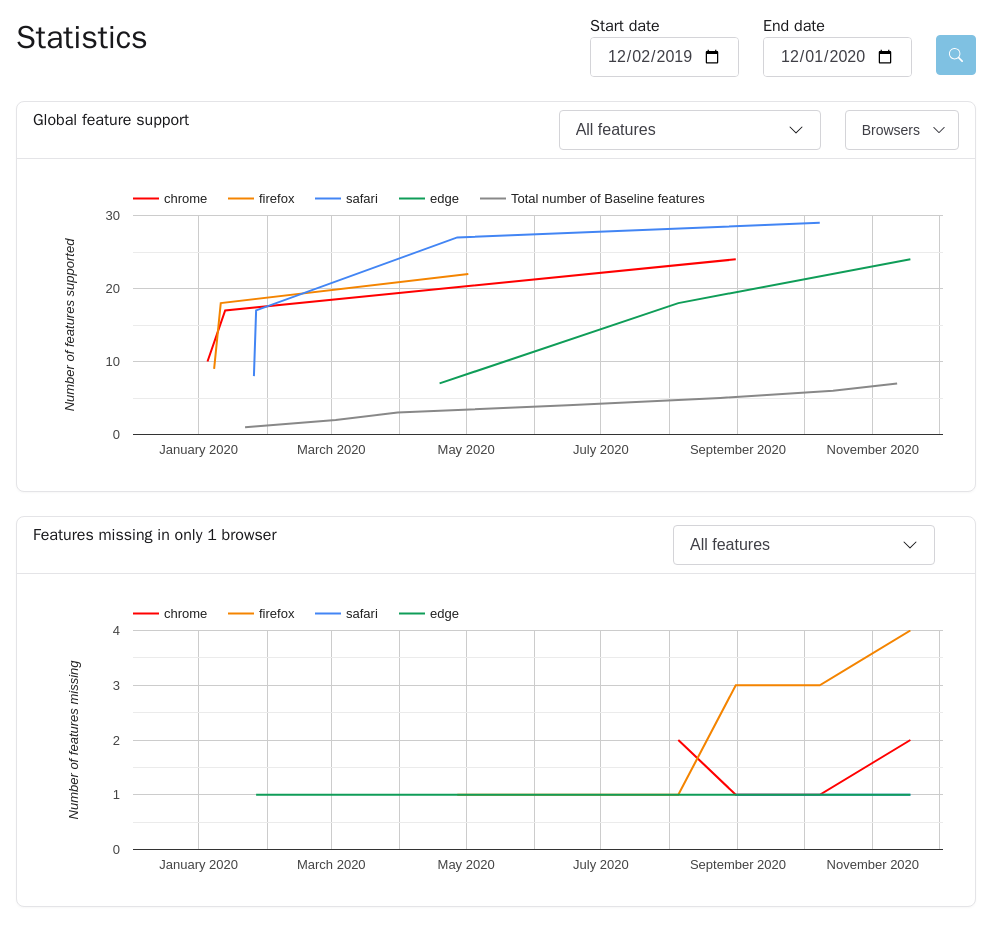 Statistics
Start date
End date
12/02/2019
12/01/2020
Global feature support
All features
Browsers
chrome firefox safari edge Total number of Baseline features
Number of features supported
30
20
10
0
January 2020 March 2020 May 2020 July 2020 September 2020 November 2020
Features missing in only 1 browser
All features
chrome firefox safari edge
Number of features missing
4
3
2
1
0
January 2020 March 2020 May 2020 July 2020 September 2020 November 2020